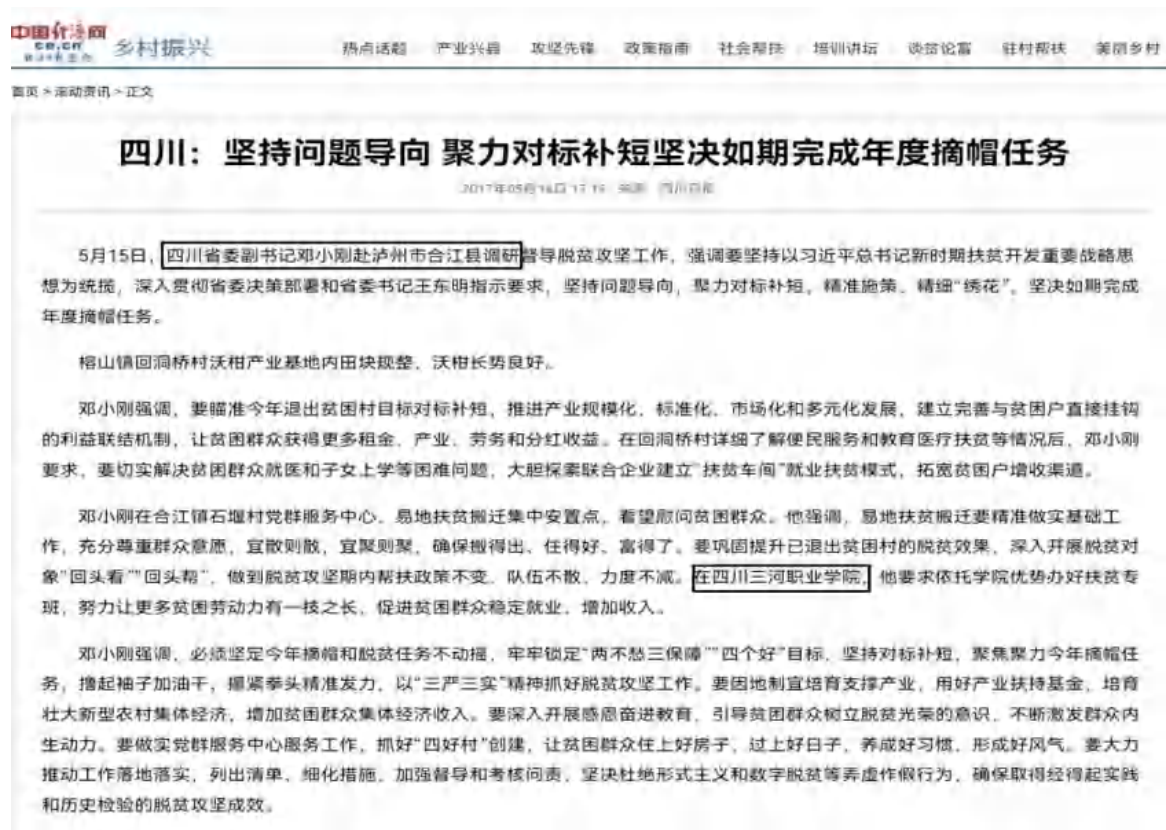 中国经济网
ce.cn
乡村振兴
热点话题 产业兴县 攻坚先锋 政策指南 社会帮扶 培训讲坛 谈贫论富 驻村帮扶 美丽乡村
首页 > 滚动资讯 > 正文
四川：坚持问题导向 聚力对标补短坚决如期完成年度摘帽任务
2017年05月16日 17:15 来源 四川日报
5月15日，四川省委副书记邓小刚赴泸州市合江县调研督导脱贫攻坚工作，强调要坚持以习近平总书记新时期扶贫开发重要战略思
想为统揽，深入贯彻省委决策部署和省委书记王东明指示要求，坚持问题导向，聚力对标补短，精准施策、精细“绣花”，坚决如期完成
年度摘帽任务。
榕山镇回洞桥村沃柑产业基地内田块规整，沃柑长势良好。
邓小刚强调，要瞄准今年退出贫困村目标对标补短，推进产业规模化、标准化、市场化和多元化发展，建立完善与贫困户直接挂钩
的利益联结机制，让贫困群众获得更多租金、产业、劳务和分红收益。在回洞桥村详细了解便民服务和教育医疗扶贫等情况后，邓小刚
要求，要切实解决贫困群众就医和子女上学等困难问题，大胆探索联合企业建立“扶贫车间”就业扶贫模式，拓宽贫困户增收渠道。
邓小刚在合江镇石堰村党群服务中心、易地扶贫搬迁集中安置点，看望慰问贫困群众。他强调，易地扶贫搬迁要精准做实基础工
作，充分尊重群众意愿，宜散则散，宜聚则聚，确保搬得出、住得好、富得了。要巩固提升已退出贫困村的脱贫效果，深入开展脱贫对
象“回头看”“回头帮”，做到脱贫攻坚期内帮扶政策不变、队伍不散、力度不减。在四川三河职业学院，他要求依托学院优势办好扶贫专
班，努力让更多贫困劳动力有一技之长，促进贫困群众稳定就业、增加收入。
邓小刚强调，必须坚定今年摘帽和脱贫任务不动摇，牢牢锁定“两不愁三保障”“四个好”目标，坚持对标补短，聚焦聚力今年摘帽任
务，撸起袖子加油干，握紧拳头精准发力，以“三严三实”精神抓好脱贫攻坚工作。要因地制宜培育支撑产业，用好产业扶持基金，培育
壮大新型农村集体经济，增加贫困群众集体经济收入。要深入开展感恩奋进教育，引导贫困群众树立脱贫光荣的意识，不断激发群众内
生动力。要做实党群服务中心服务工作，抓好“四好村”创建，让贫困群众住上好房子、过上好日子、养成好习惯、形成好风气。要大力
推动工作落地落实，列出清单、细化措施，加强督导和考核问责，坚决杜绝形式主义和数字脱贫等弄虚作假行为，确保取得经得起实践
和历史检验的脱贫攻坚成效。